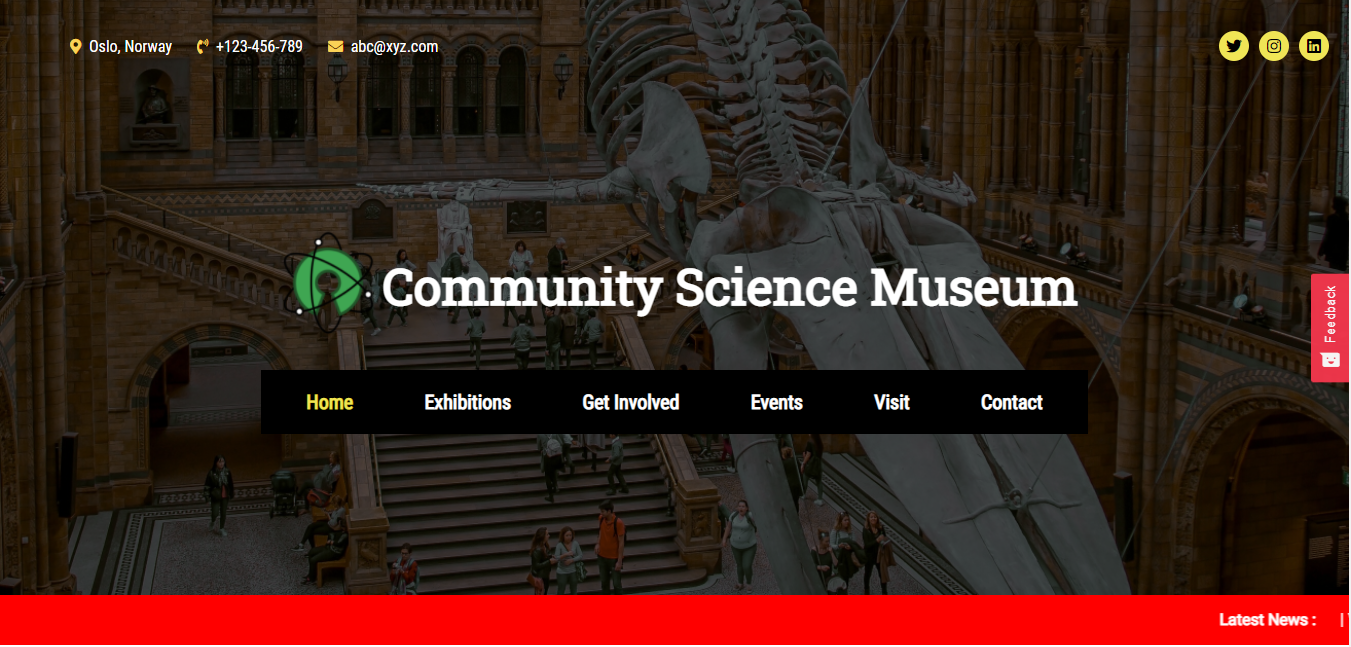 Oslo, Norway +123-456-789 abc@xyz.com
Community Science Museum
Feedback
Home Exhibitions Get Involved Events Visit Contact
Latest News : |